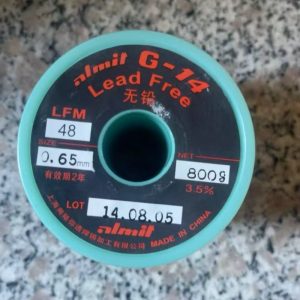 almit G-14
Lead Free
无铅
LFM
48
SIZE
0.65mm
有效期2年
NET
800g
3.5%
LOT 14.08.05
almit MADE IN CHINA